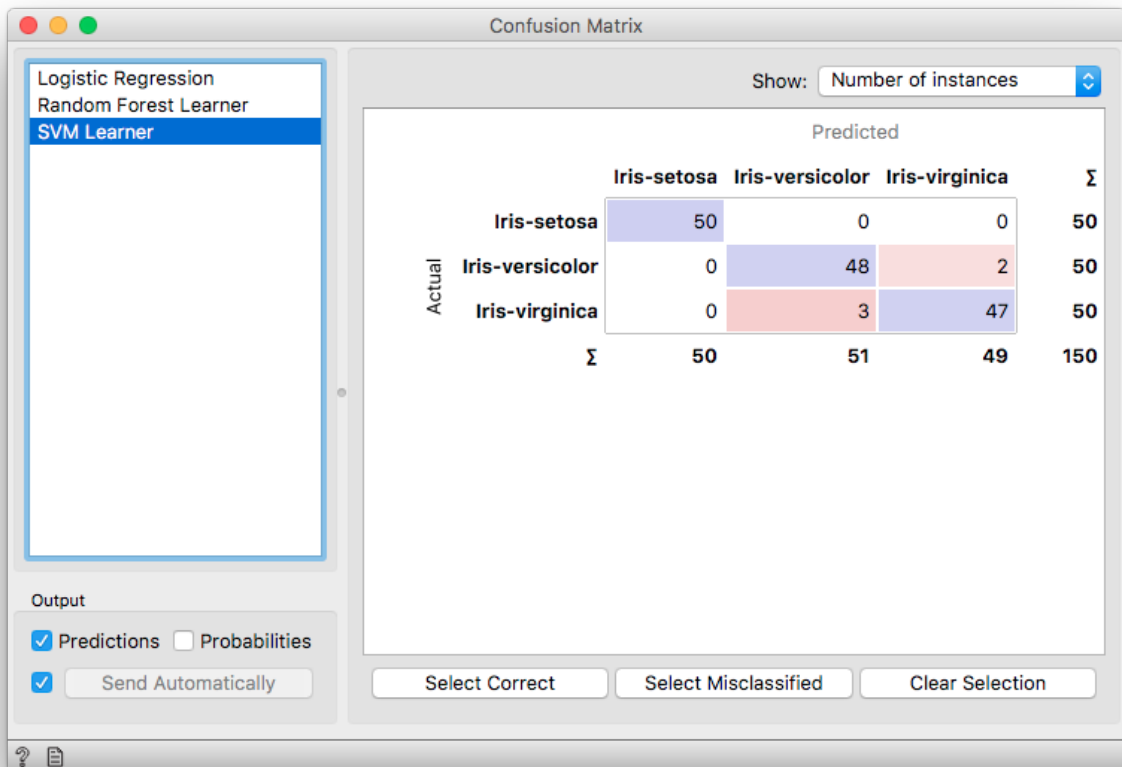 Confusion Matrix
Logistic Regression
Random Forest Learner
SVM Learner
Output
Predictions Probabilities
Send Automatically
Show: Number of instances
Predicted
Iris-setosa Iris-versicolor Iris-virginica Σ
Actual
Iris-setosa 50 0 0 50
Iris-versicolor 0 48 2 50
Iris-virginica 0 3 47 50
Σ 50 51 49 150
Select Correct Select Misclassified Clear Selection
?